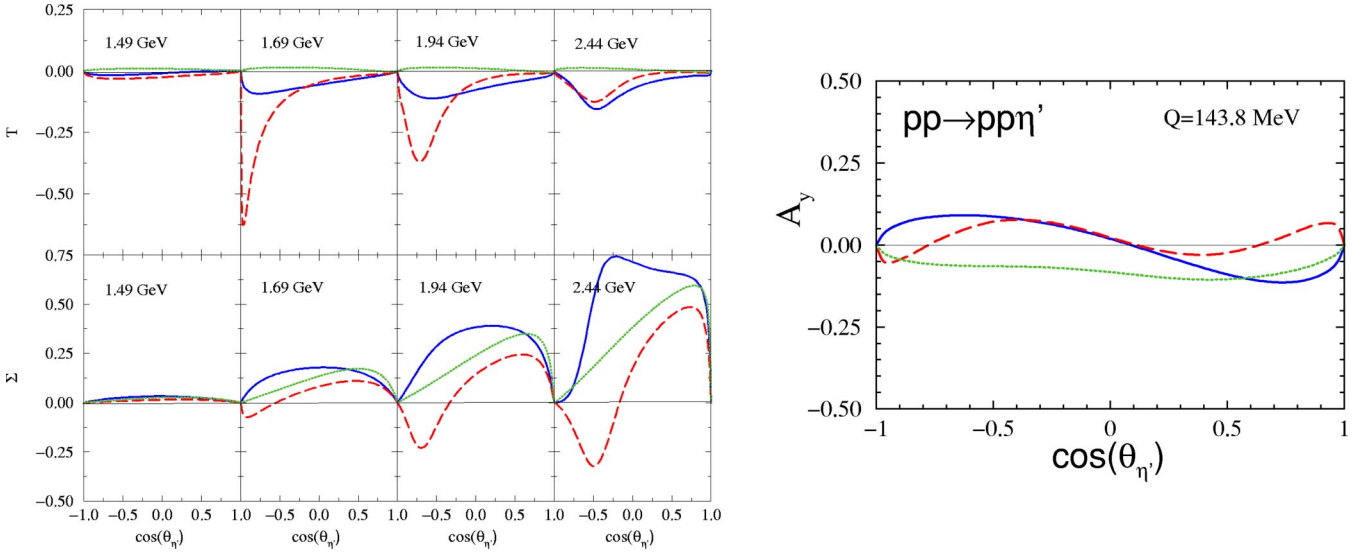 0.25
1.49 GeV 1.69 GeV 1.94 GeV 2.44 GeV
0.00
−0.25
T
−0.50
0.75
1.49 GeV 1.69 GeV 1.94 GeV 2.44 GeV
0.50
0.25
Σ
0.00
−0.25
−0.50
−1.0 −0.5 0.0 0.5 1.0 −0.5 0.0 0.5 1.0 −0.5 0.0 0.5 1.0 −0.5 0.0 0.5 1.0
cos(θη') cos(θη') cos(θη') cos(θη')
0.50
pp→ppη’ Q=143.8 MeV
0.25
Ay
0.00
−0.25
−0.50
−1 −0.5 0 0.5 1
cos(θη')